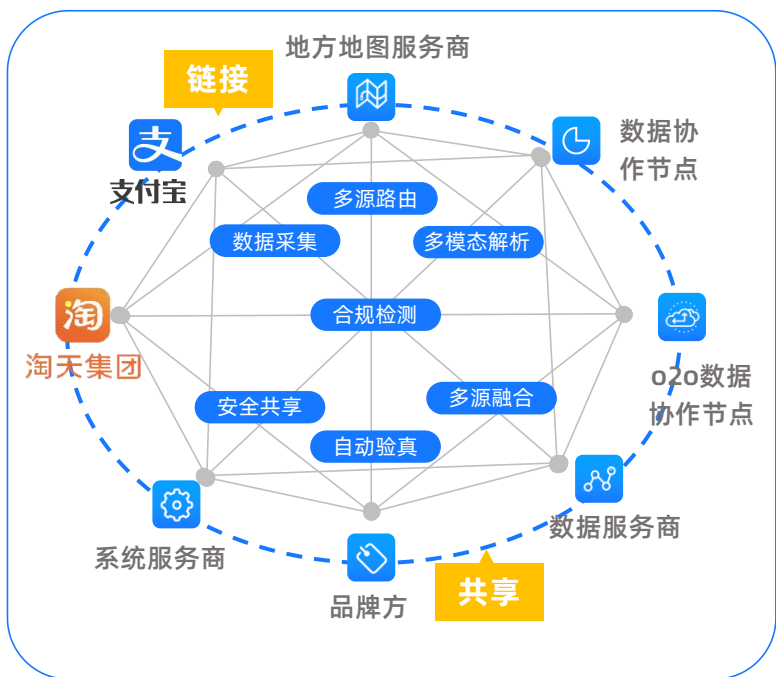 地方地图服务商
链接
数据协
作节点
支
支付宝
多源路由
数据采集
多模态解析
淘
合规检测
淘天集团
o2o数据
协作节点
安全共享
多源融合
自动验真
数据服务商
系统服务商
共享
品牌方